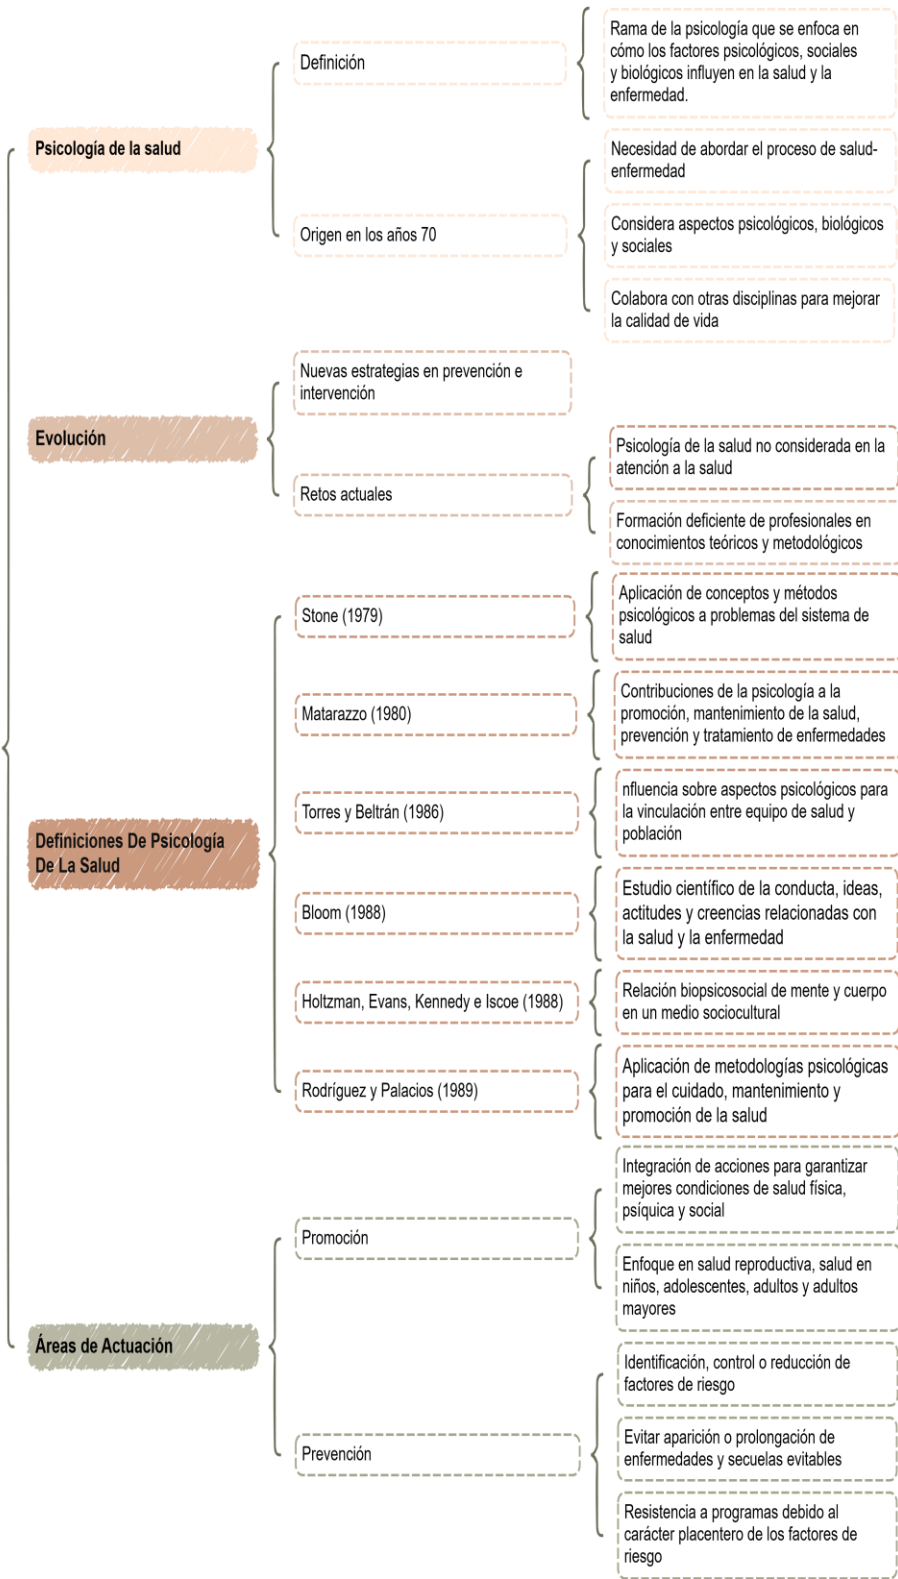 Psicología de la salud
Definición
Rama de la psicología que se enfoca en
cómo los factores psicológicos, sociales
y biológicos influyen en la salud y la
enfermedad.
Origen en los años 70
Necesidad de abordar el proceso de salud-
enfermedad
Considera aspectos psicológicos, biológicos
y sociales
Colabora con otras disciplinas para mejorar
la calidad de vida
Evolución
Nuevas estrategias en prevención e
intervención
Retos actuales
Psicología de la salud no considerada en la
atención a la salud
Formación deficiente de profesionales en
conocimientos teóricos y metodológicos
Definiciones De Psicología
De La Salud
Stone (1979)
Aplicación de conceptos y métodos
psicológicos a problemas del sistema de
salud
Matarazzo (1980)
Contribuciones de la psicología a la
promoción, mantenimiento de la salud,
prevención y tratamiento de enfermedades
Torres y Beltrán (1986)
nfluencia sobre aspectos psicológicos para
la vinculación entre equipo de salud y
población
Bloom (1988)
Estudio científico de la conducta, ideas,
actitudes y creencias relacionadas con
la salud y la enfermedad
Holtzman, Evans, Kennedy e Iscoe (1988)
Relación biopsicosocial de mente y cuerpo
en un medio sociocultural
Rodríguez y Palacios (1989)
Aplicación de metodologías psicológicas
para el cuidado, mantenimiento y
promoción de la salud
Áreas de Actuación
Promoción
Integración de acciones para garantizar
mejores condiciones de salud física,
psíquica y social
Enfoque en salud reproductiva, salud en
niños, adolescentes, adultos y adultos
mayores
Prevención
Identificación, control o reducción de
factores de riesgo
Evitar aparición o prolongación de
enfermedades y secuelas evitables
Resistencia a programas debido al
carácter placentero de los factores de
riesgo